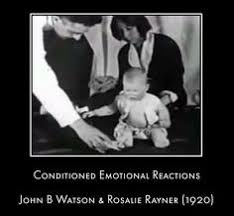 CONDITIONED EMOTIONAL REACTIONS
JOHN B WATSON & ROSALIE RAYNER (1920)